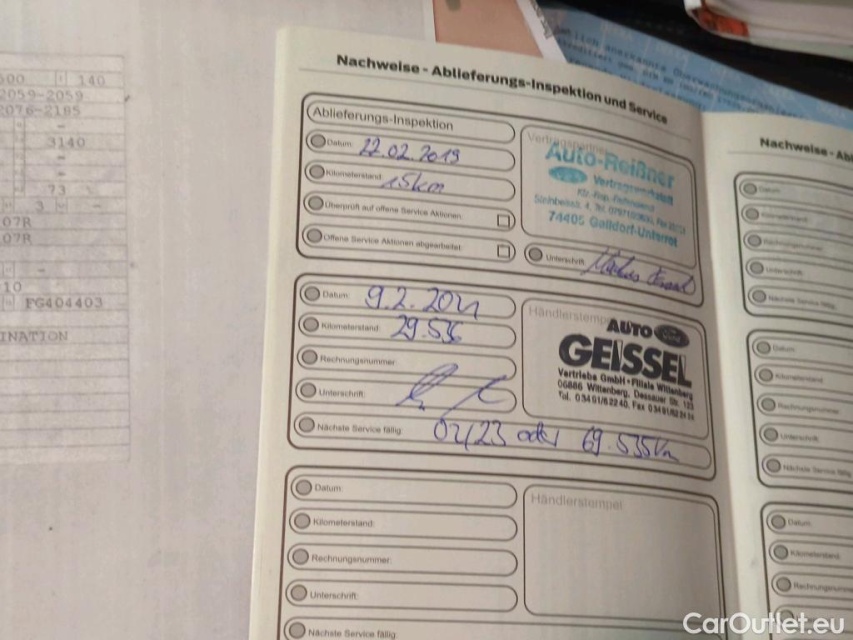 140
2059-2059
2076-2185
3140
73
3
07R
07R
10
FG404403
INATION
Nachweise - Ablieferungs-Inspektion und Service
Ablieferungs-Inspektion
Datum: 22.02.2019
Kilometerstand: 15km
Überprüft auf offene Service Aktionen
Offene Service Aktionen abgearbeitet
Vertragspartner
Auto-Reißner
Vertragswerkstatt
74405 Gaildorf-Unterrot
Unterschrift:
Datum: 9.2.2021
Kilometerstand: 29.536
Rechnungsnummer:
Unterschrift:
Nächste Service fällig: 02/23 oder 69.535km
Händlerstempel
AUTO Ford
GEISSEL
Vertriebs GmbH • Filiale Wittenberg
06886 Wittenberg, Dessauer Str. 123
Datum:
Kilometerstand:
Rechnungsnummer:
Unterschrift:
Nächste Service fällig:
Händlerstempel
Nachweise - Abl
Datum:
Kilometerstand:
Rechnungsnummer:
Unterschrift:
Nächste Service fällig:
Datum:
Kilometerstand:
Rechnungsnummer:
Unterschrift:
Nächste Service fällig:
Datum:
Kilometerstand:
Rechnungsnummer
CarOutlet.eu